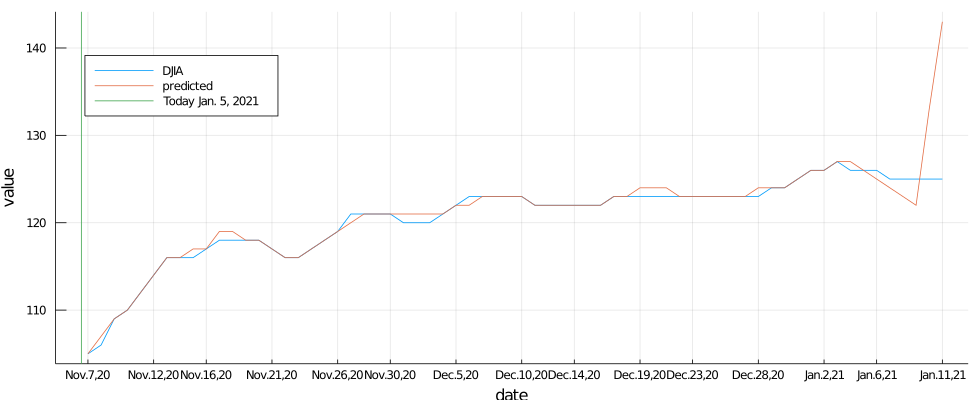 140
130
120
110
value
DJIA
predicted
Today Jan. 5, 2021
Nov.7,20 Nov.12,20 Nov.16,20 Nov.21,20 Nov.26,20 Nov.30,20 Dec.5,20 Dec.10,20 Dec.14,20 Dec.19,20 Dec.23,20 Dec.28,20 Jan.2,21 Jan.6,21 Jan.11,21
date